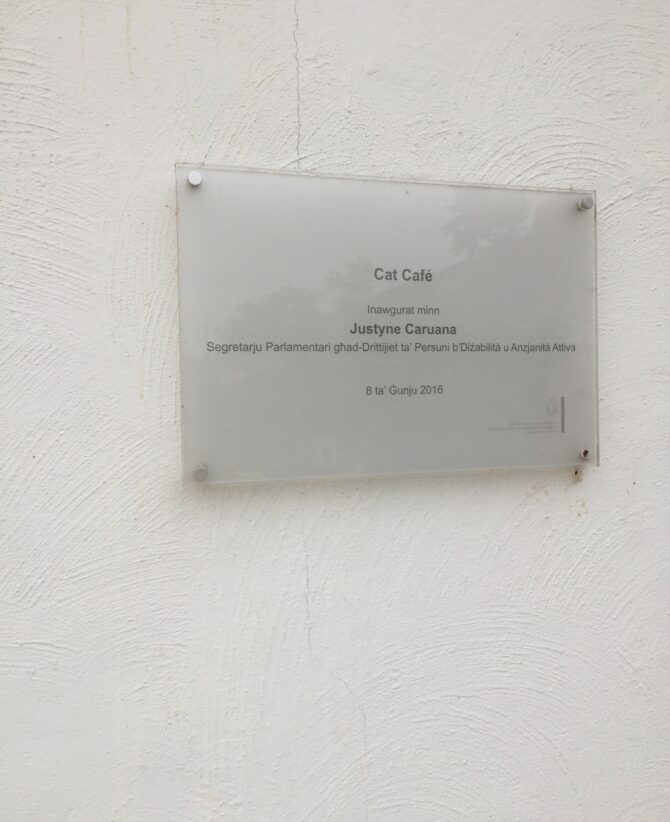 Cat Café
Inawgurat minn
Justyne Caruana
Segretarju Parlamentari għad-Drittijiet ta' Persuni b'Diżabilità u Anzjanità Attiva
8 ta' Ġunju 2016